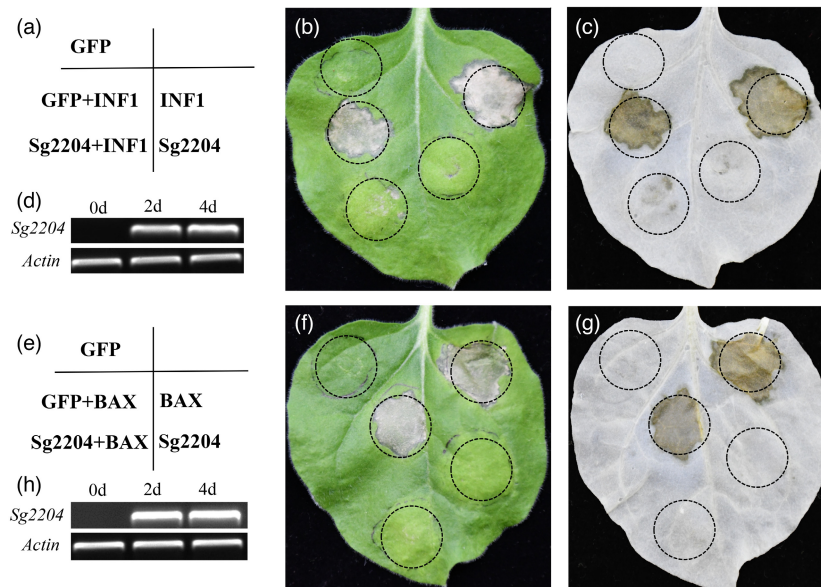 (a)
GFP
GFP+INF1 INF1
Sg2204+INF1 Sg2204
(b)
(c)
(d)
0d 2d 4d
Sg2204
Actin
(e)
GFP
GFP+BAX BAX
Sg2204+BAX Sg2204
(f)
(g)
(h)
0d 2d 4d
Sg2204
Actin